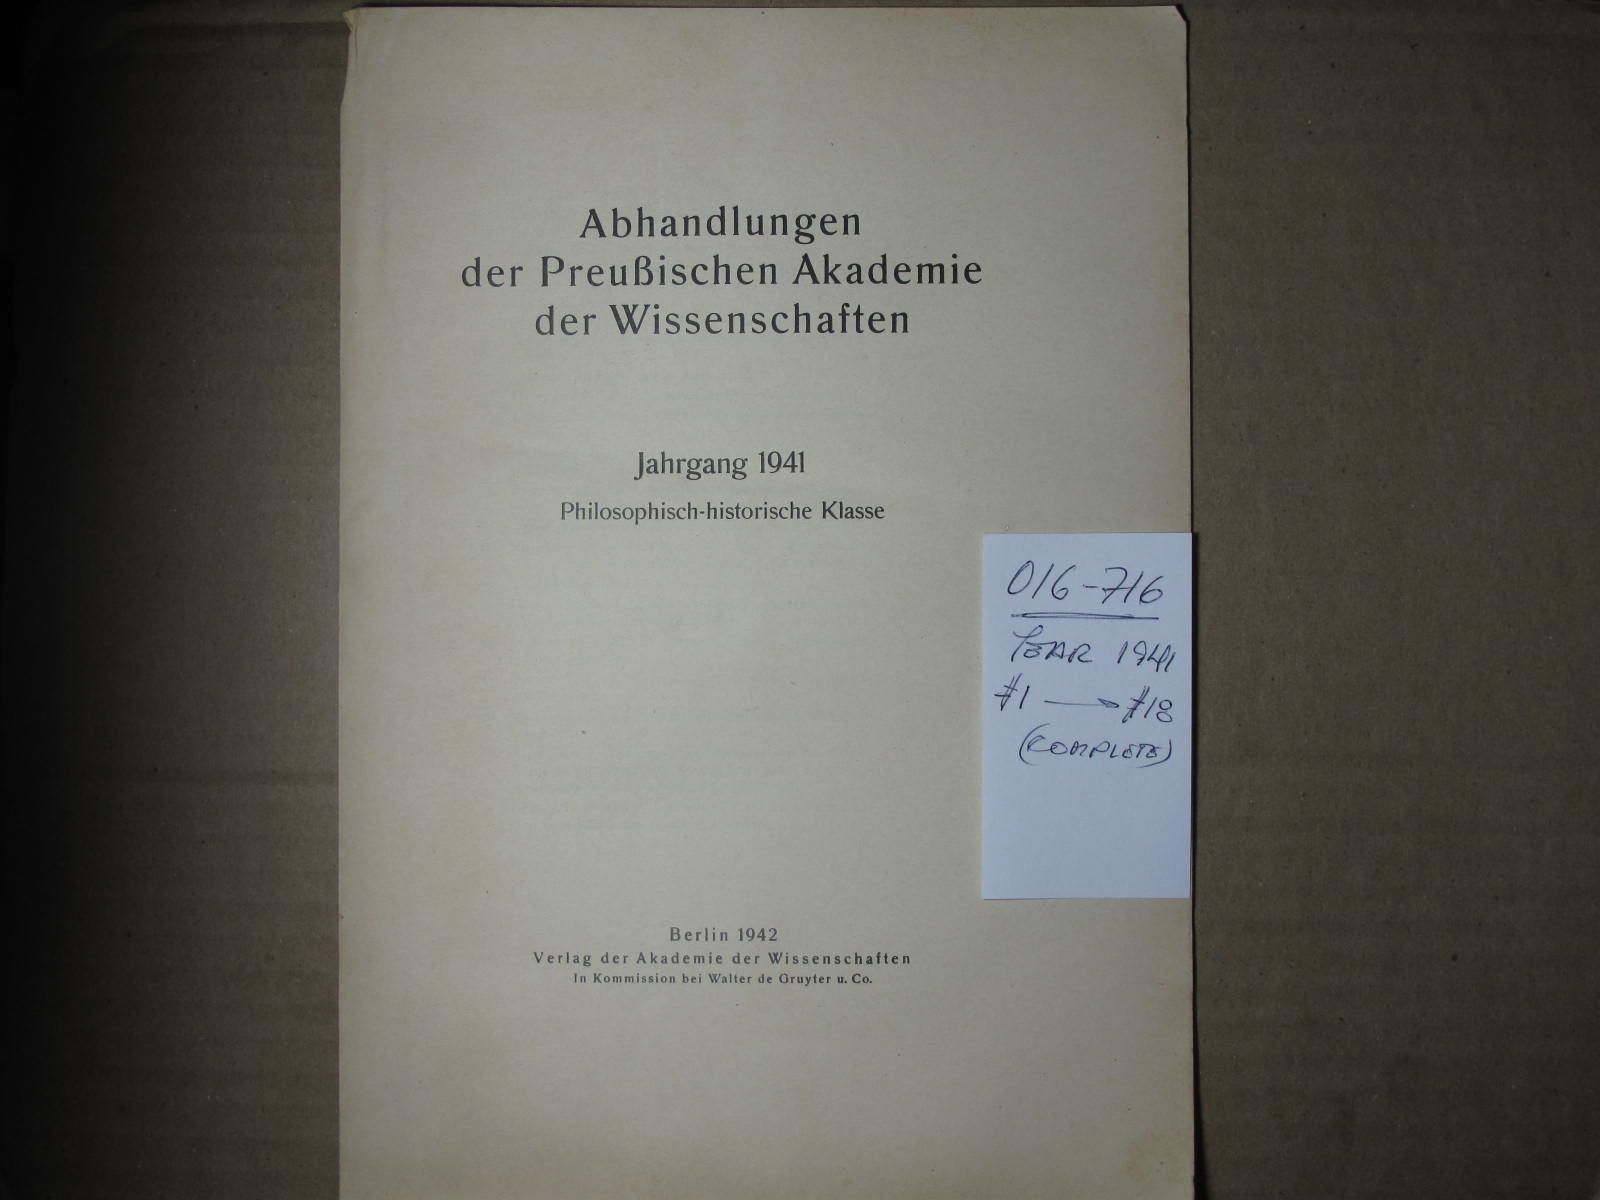 Abhandlungen
der Preußischen Akademie
der Wissenschaften
Jahrgang 1941
Philosophisch-historische Klasse
016-716
YEAR 1941
#1 → #18
(COMPLETE)
Berlin 1942
Verlag der Akademie der Wissenschaften
In Kommission bei Walter de Gruyter u. Co.